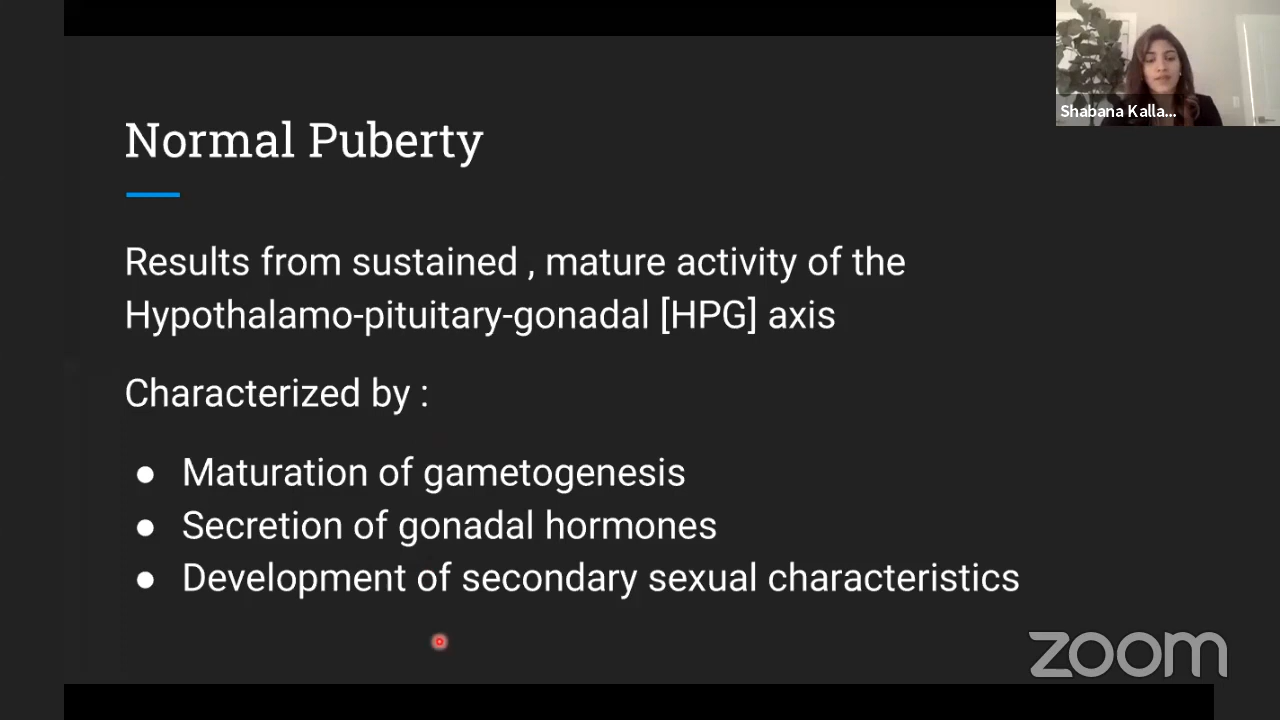 Shabana Kalla...
Normal Puberty
Results from sustained , mature activity of the
Hypothalamo-pituitary-gonadal [HPG] axis
Characterized by :
● Maturation of gametogenesis
● Secretion of gonadal hormones
● Development of secondary sexual characteristics
zoom